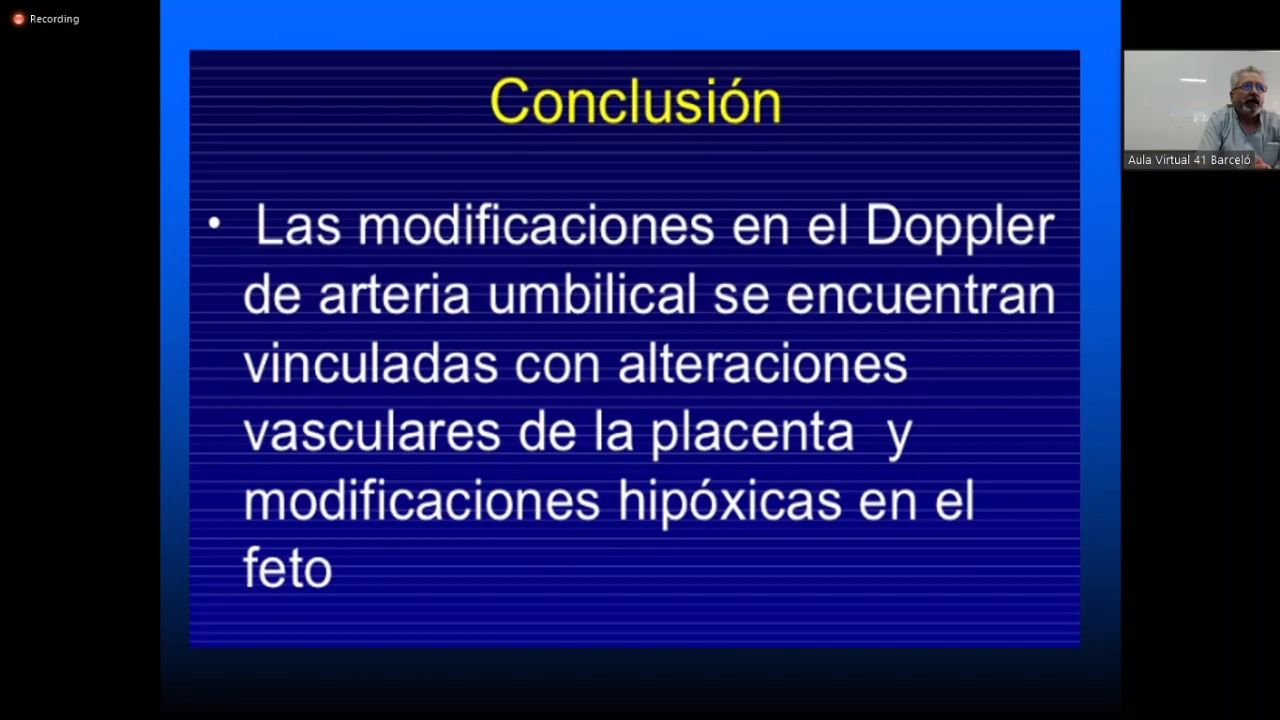 Recording
Conclusión
• Las modificaciones en el Doppler
de arteria umbilical se encuentran
vinculadas con alteraciones
vasculares de la placenta y
modificaciones hipóxicas en el
feto
Aula Virtual 41 Barceló